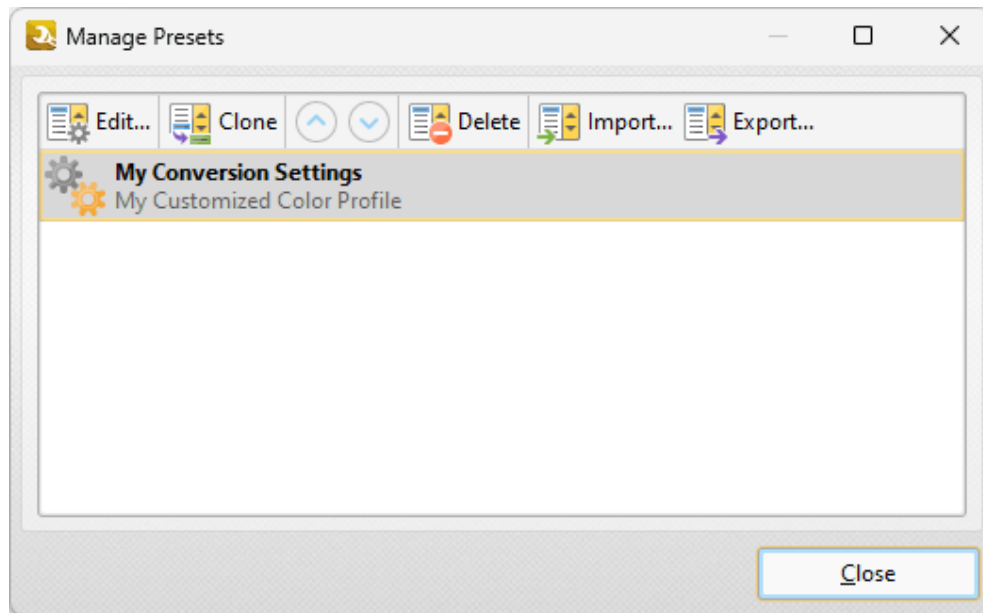 Manage Presets
Edit... Clone Delete Import... Export...
My Conversion Settings
My Customized Color Profile
Close